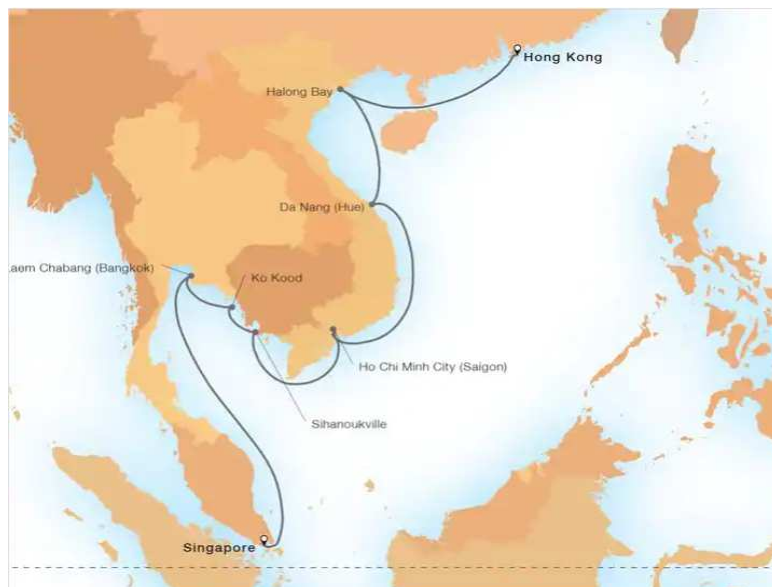 Hong Kong
Halong Bay
Da Nang (Hue)
aem Chabang (Bangkok)
Ko Kood
Ho Chi Minh City (Saigon)
Sihanoukville
Singapore